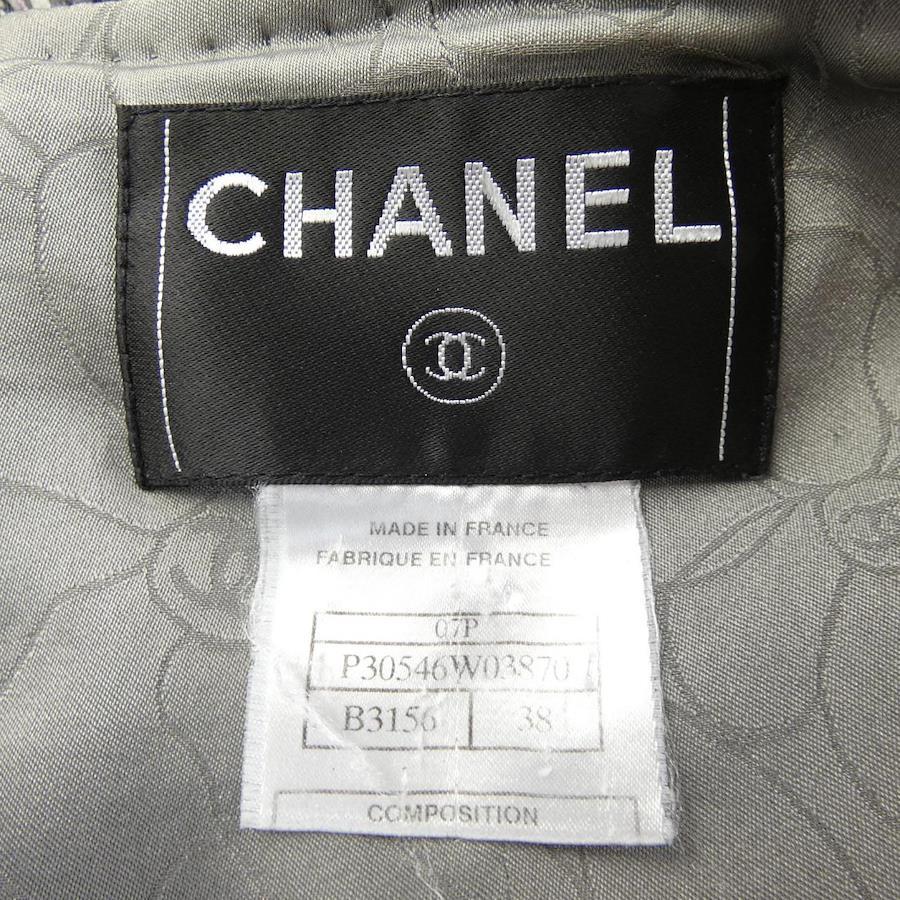 CHANEL
MADE IN FRANCE
FABRIQUE EN FRANCE
07P
P30546W03870
B3156 38
COMPOSITION